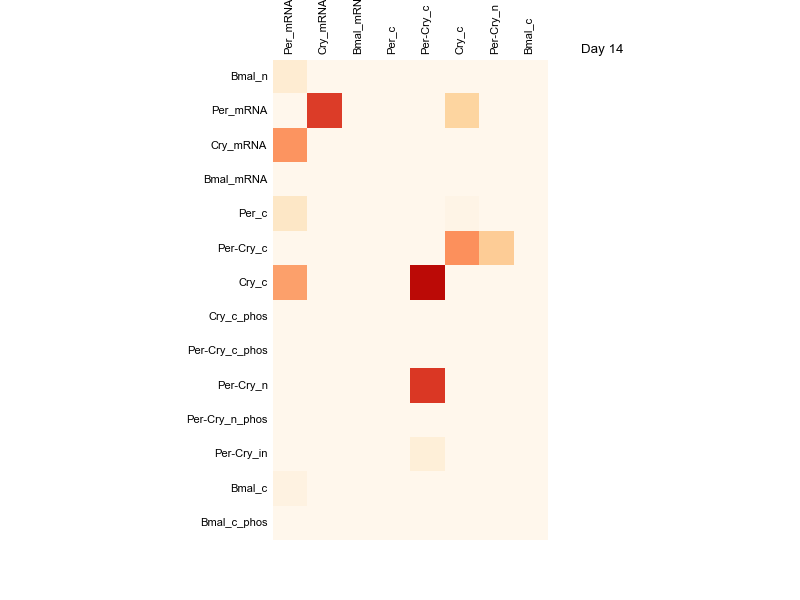 Per_mRNA
Cry_mRNA
Bmal_mRN
Per_c
Per-Cry_c
Cry_c
Per-Cry_n
Bmal_c
Day 14
Bmal_n
Per_mRNA
Cry_mRNA
Bmal_mRNA
Per_c
Per-Cry_c
Cry_c
Cry_c_phos
Per-Cry_c_phos
Per-Cry_n
Per-Cry_n_phos
Per-Cry_in
Bmal_c
Bmal_c_phos